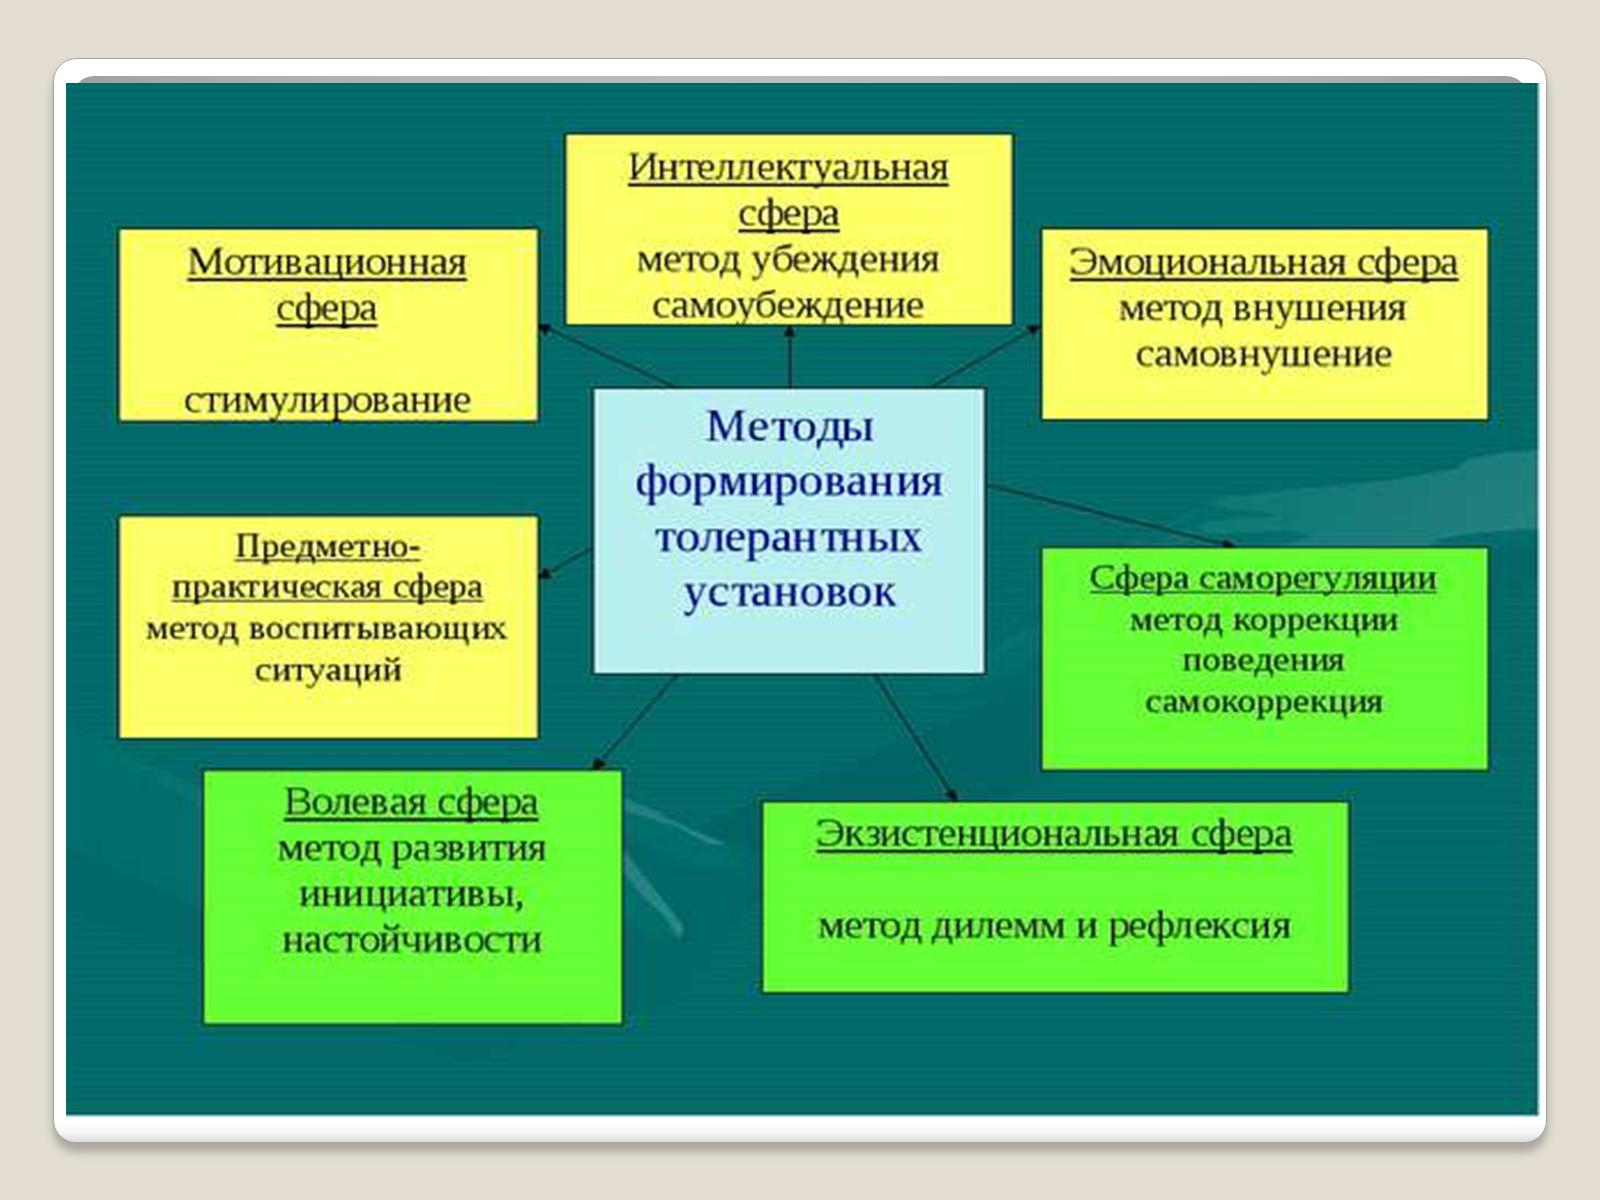 Интеллектуальная
сфера
метод убеждения
самоубеждение
Мотивационная
сфера
стимулирование
Эмоциональная сфера
метод внушения
самовнушение
Методы
формирования
толерантных
установок
Предметно-
практическая сфера
метод воспитывающих
ситуаций
Сфера саморегуляции
метод коррекции
поведения
самокоррекция
Волевая сфера
метод развития
инициативы,
настойчивости
Экзистенциональная сфера
метод дилемм и рефлексия